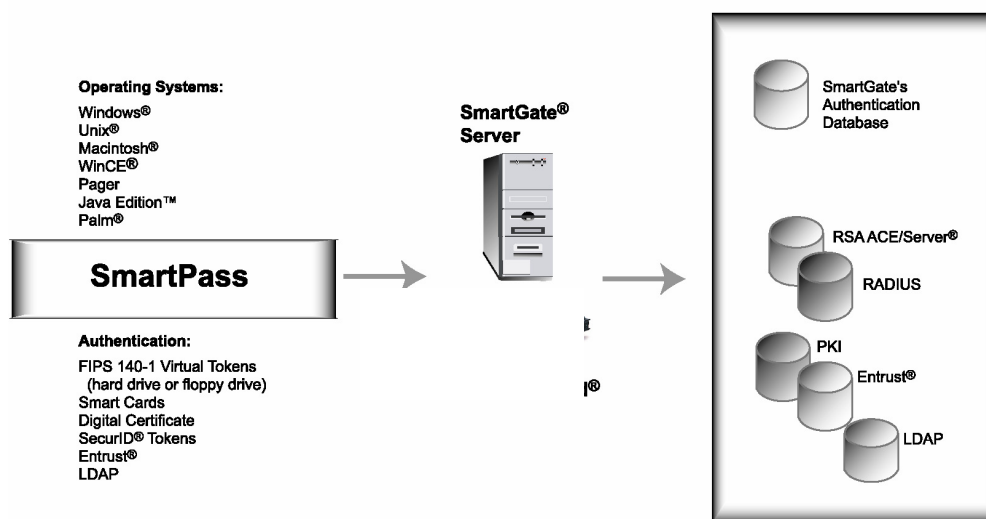 Operating Systems:
Windows®
Unix®
Macintosh®
WinCE®
Pager
Java Edition™
Palm®
SmartPass
Authentication:
FIPS 140-1 Virtual Tokens
(hard drive or floppy drive)
Smart Cards
Digital Certificate
SecurID® Tokens
Entrust®
LDAP
SmartGate®
Server
SmartGate's
Authentication
Database
RSA ACE/Server®
RADIUS
PKI
Entrust®
LDAP